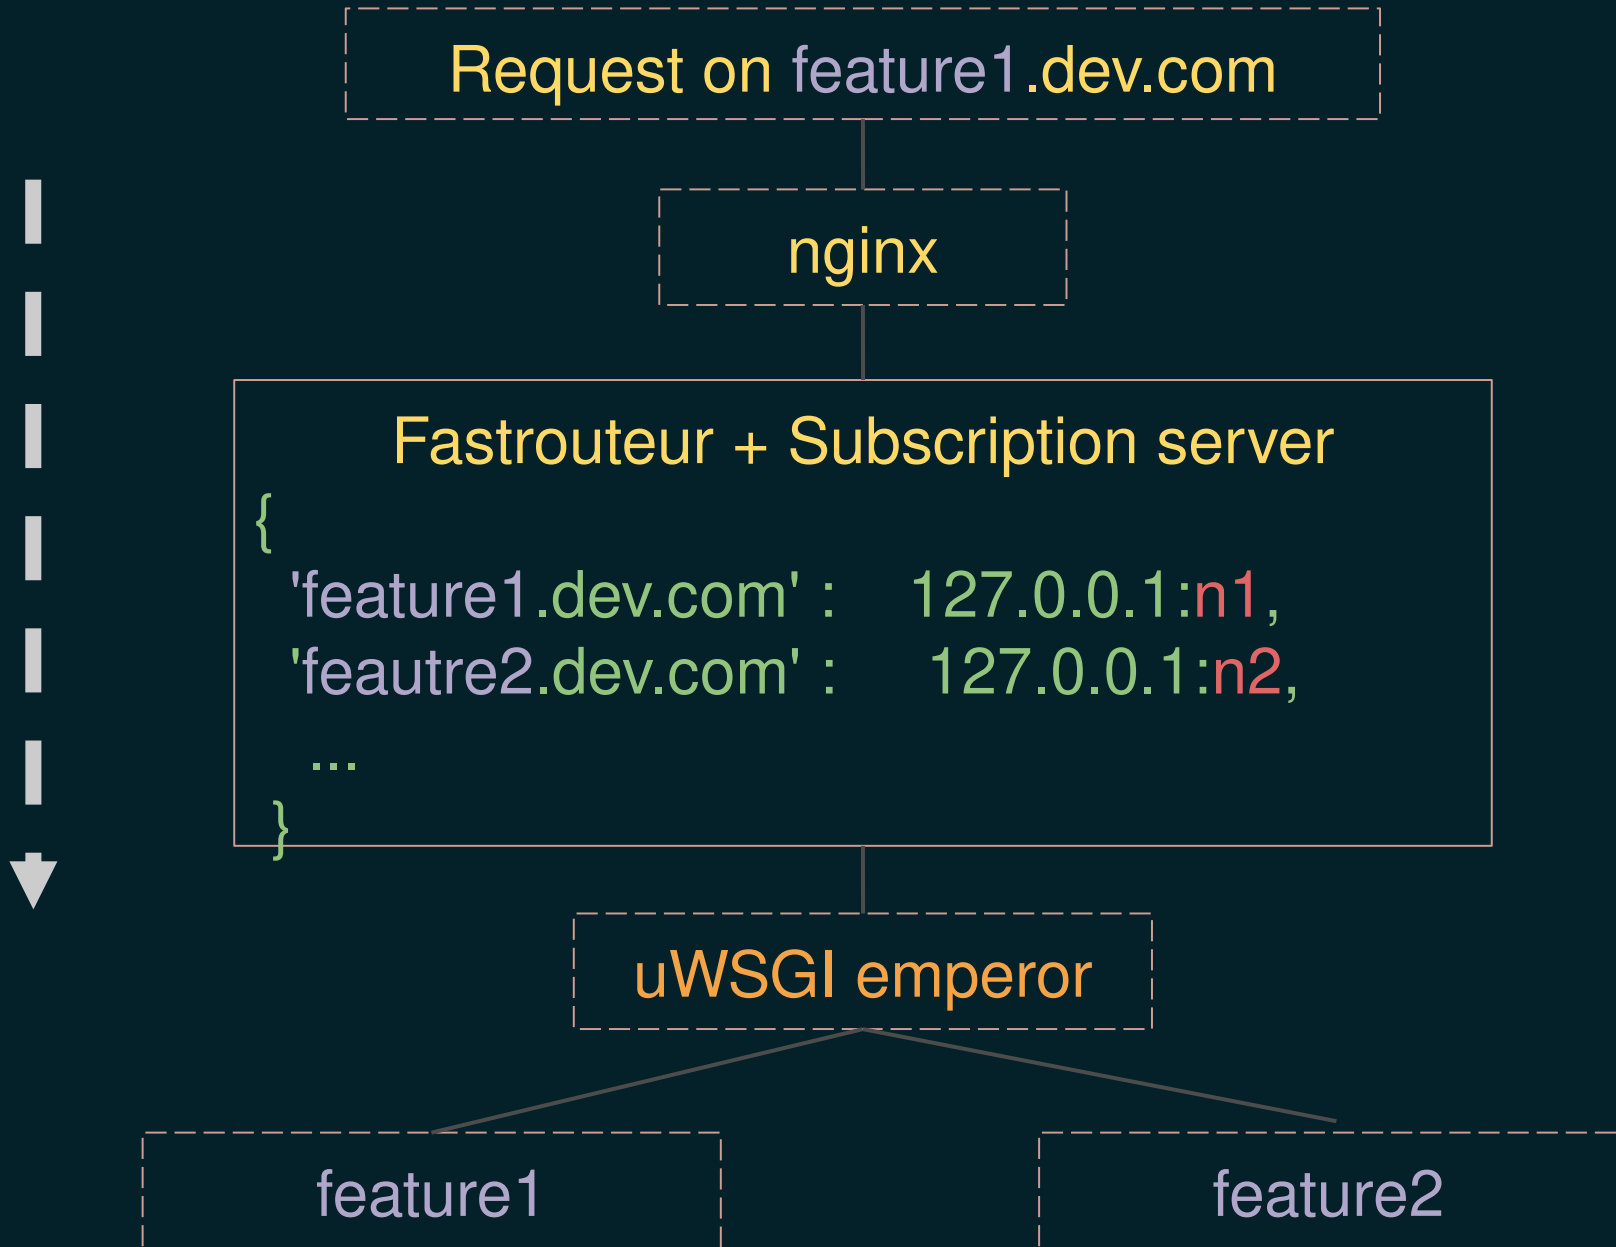 Request on feature1.dev.com
nginx
Fastrouteur + Subscription server
{
'feature1.dev.com' : 127.0.0.1:n1,
'feautre2.dev.com' : 127.0.0.1:n2,
...
}
uWSGI emperor
feature1 feature2